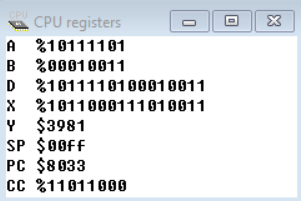 CPU registers
A %10111101
B %00010011
D %1011110100010011
X %1011000111010011
Y $3981
SP $00ff
PC $8033
CC %11011000